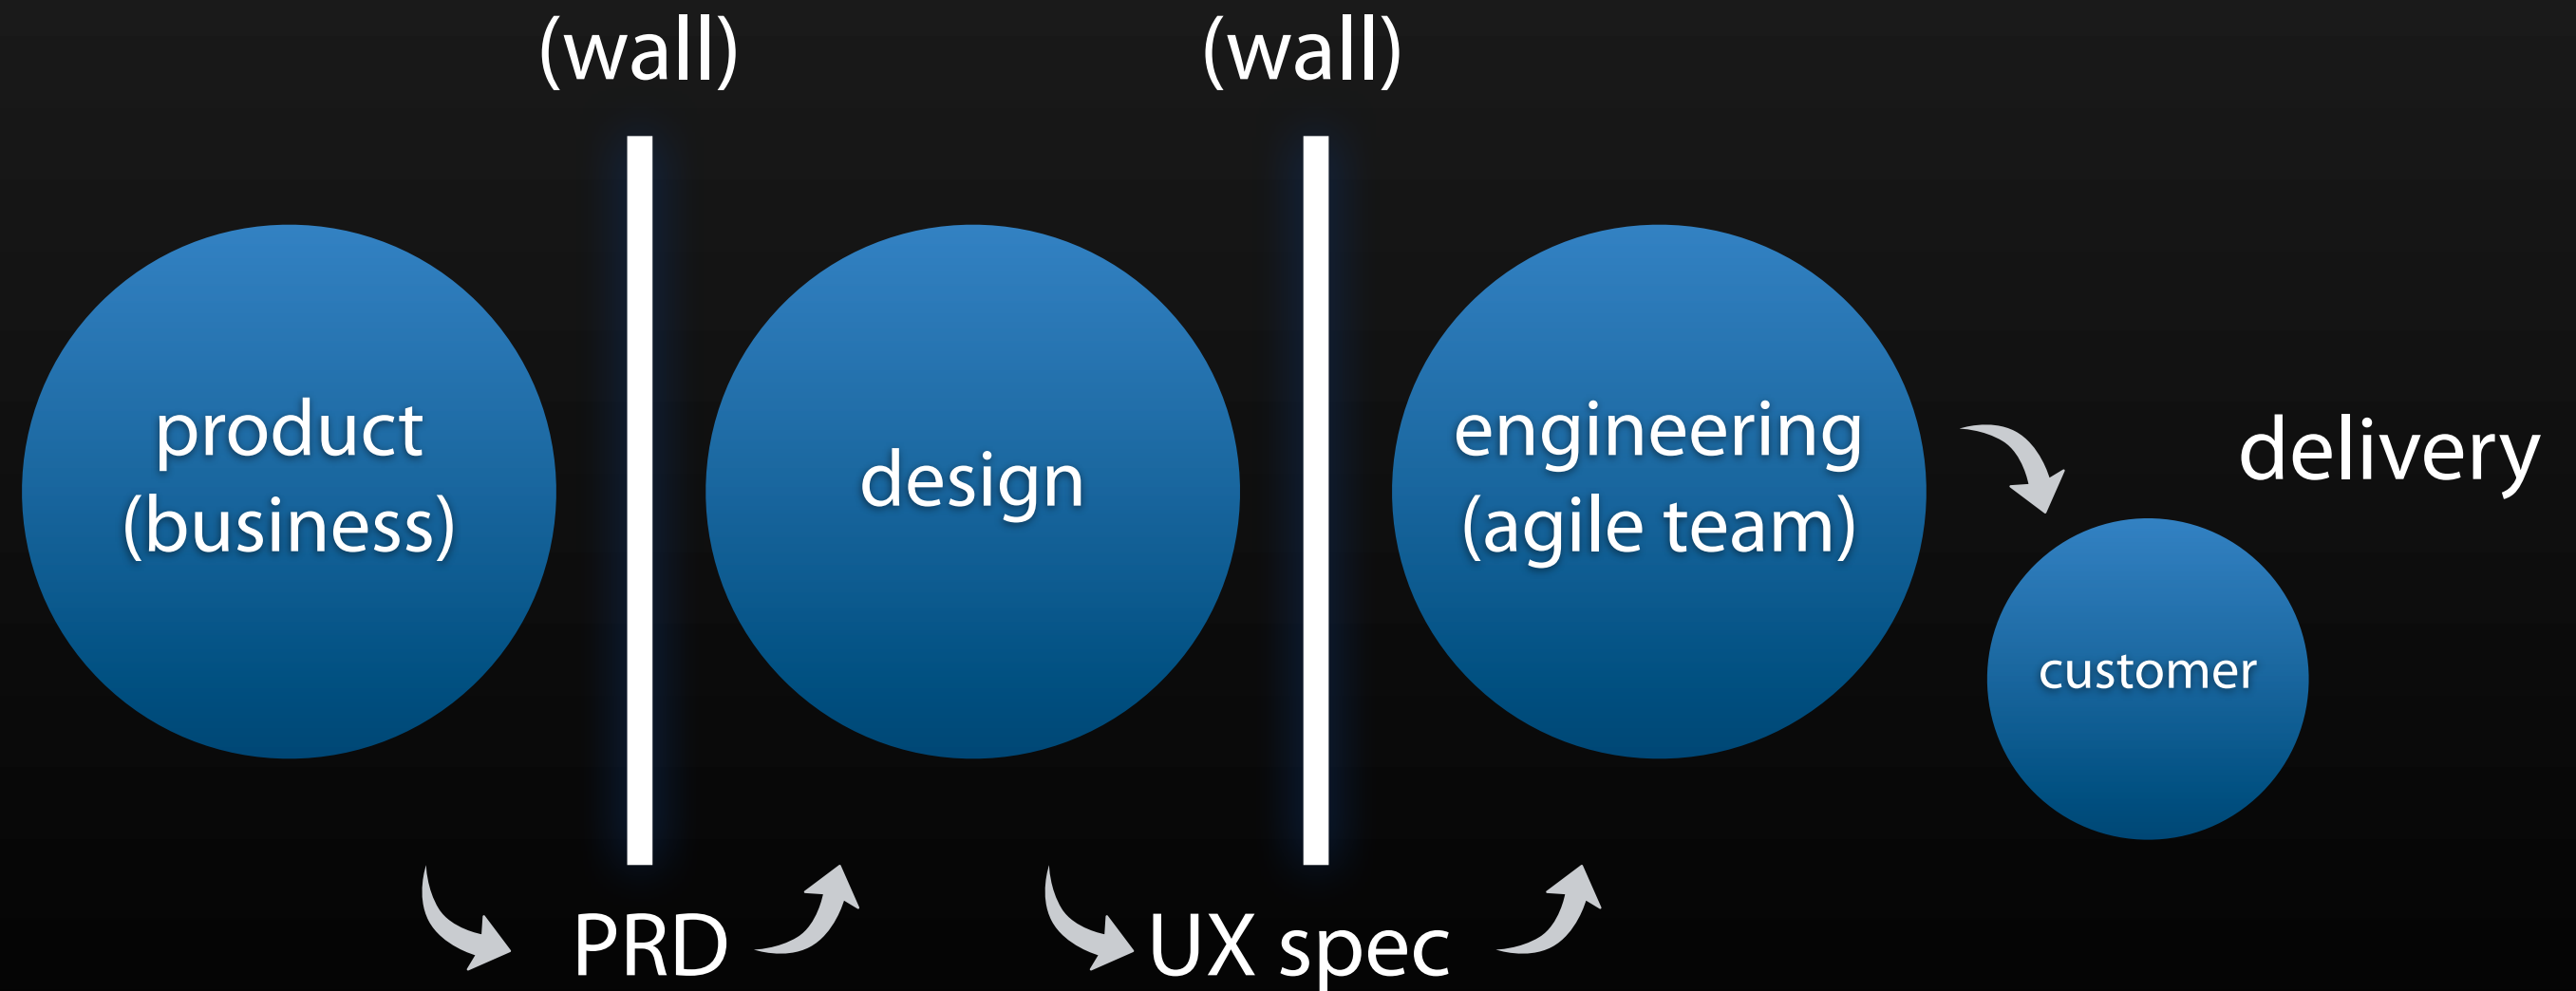 (wall)
(wall)
product
(business)
design
engineering
(agile team)
delivery
customer
PRD
UX spec